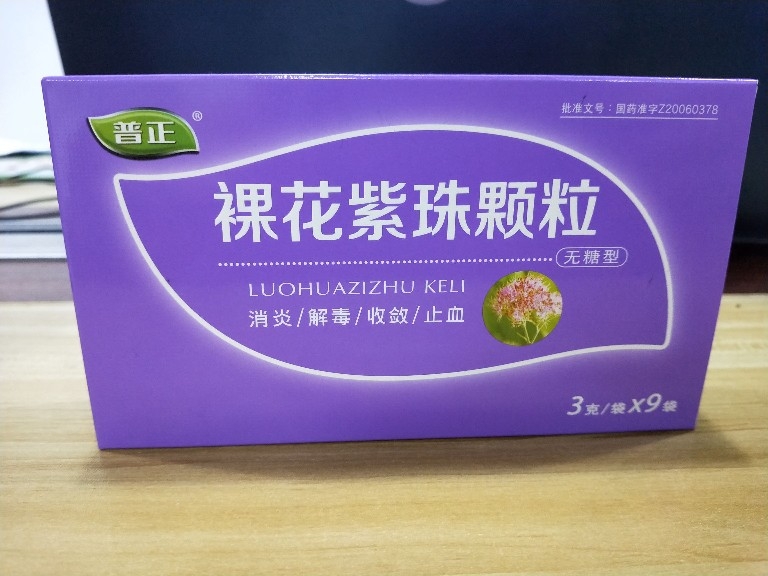 普正®
批准文号：国药准字Z20060378
裸花紫珠颗粒
无糖型
LUOHUAZIZHU KELI
消炎/解毒/收敛/止血
3克/袋x9袋